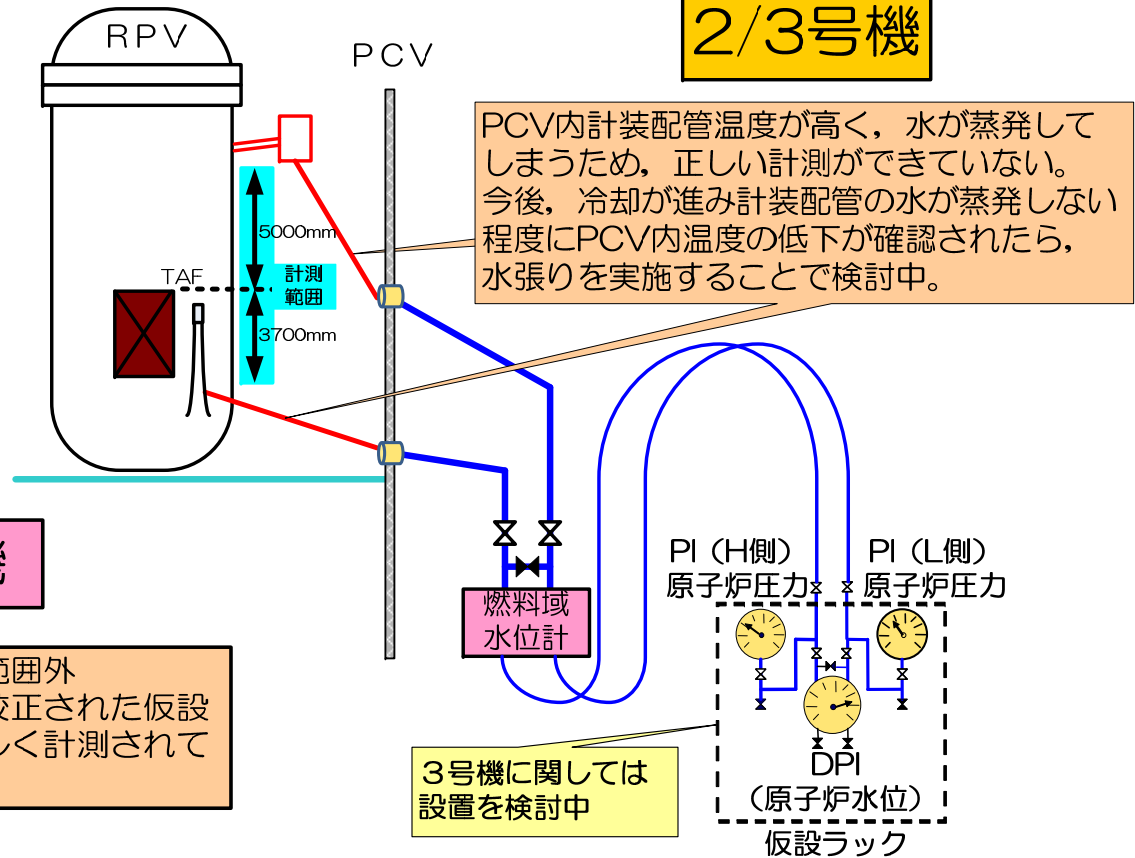 RPV
PCV
2/3号機
PCV内計装配管温度が高く，水が蒸発して
しまうため，正しい計測ができていない。
今後，冷却が進み計装配管の水が蒸発しない
程度にPCV内温度の低下が確認されたら，
水張りを実施することで検討中。
5000mm
TAF
計測
範囲
3700mm
機
PI（H側）
原子炉圧力
PI（L側）
原子炉圧力
燃料域
水位計
範囲外
校正された仮設
しく計測されて
３号機に関しては
設置を検討中
DPI
（原子炉水位）
仮設ラック